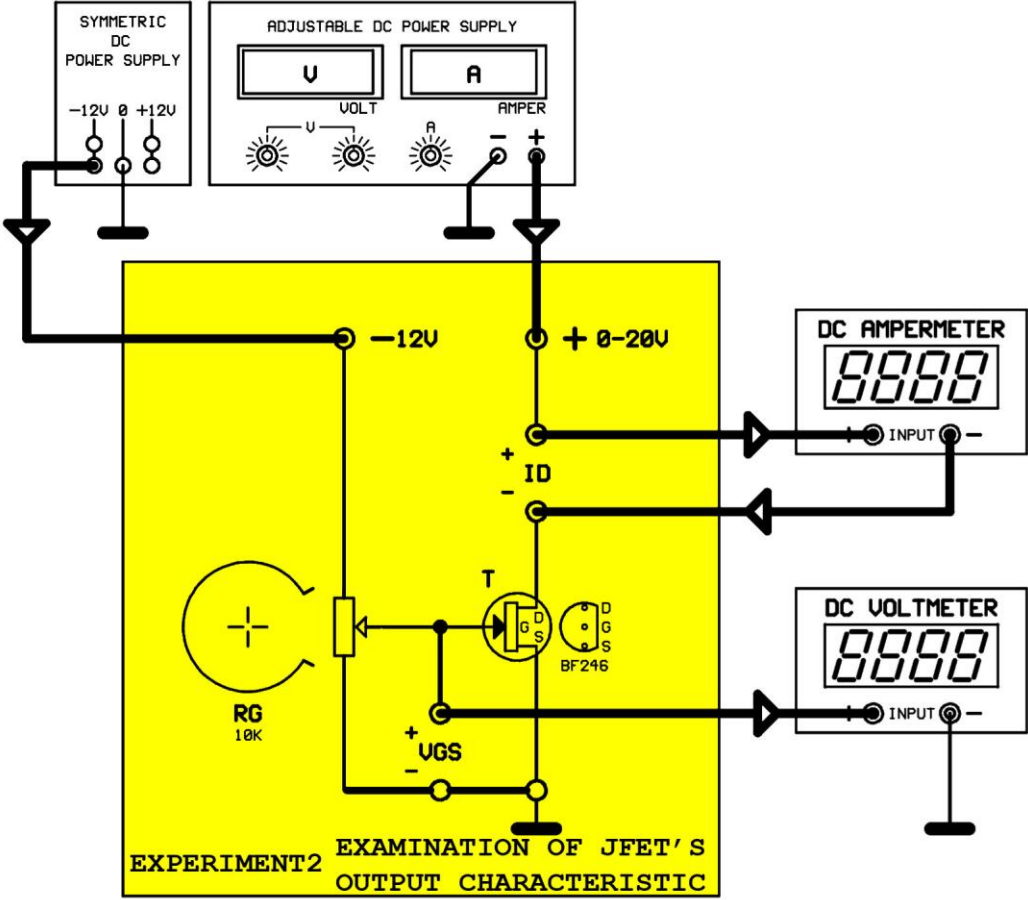 SYMMETRIC
DC
POWER SUPPLY
-12V 0 +12V
ADJUSTABLE DC POWER SUPPLY
V
A
VOLT
AMPER
V
A
- +
-12V
+ 0-20V
DC AMPERMETER
8888
+ INPUT -
+
ID
-
T
D
G
S
D
G
S
BF246
RG
10K
DC VOLTMETER
8888
+ INPUT -
+
VGS
-
EXPERIMENT2
EXAMINATION OF JFET'S
OUTPUT CHARACTERISTIC